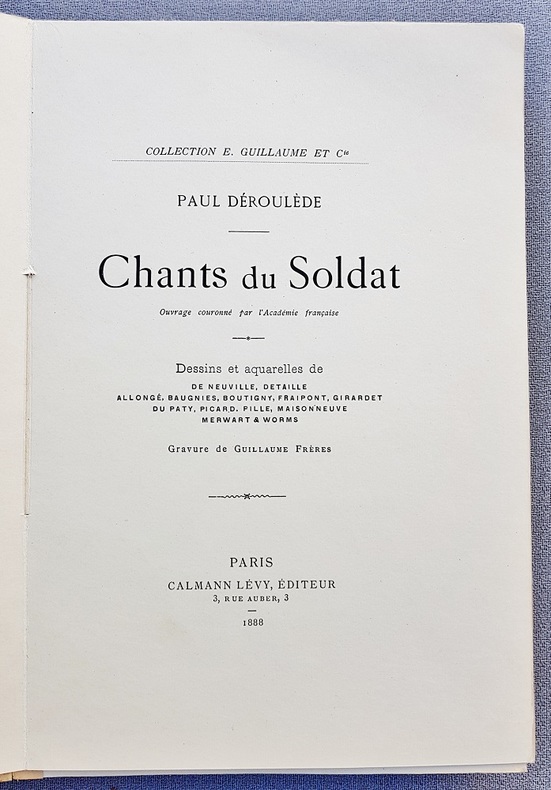 COLLECTION E. GUILLAUME ET Cie
PAUL DÉROULÈDE
Chants du Soldat
Ouvrage couronné par l'Académie française
Dessins et aquarelles de
DE NEUVILLE, DETAILLE
ALLONGÉ, BAUGNIES, BOUTIGNY, FRAIPONT, GIRARDET
DU PATY, PICARD, PILLE, MAISONNEUVE
MERWART & WORMS
Gravure de GUILLAUME FRÈRES
PARIS
CALMANN LÉVY, ÉDITEUR
3, RUE AUBER, 3
1888